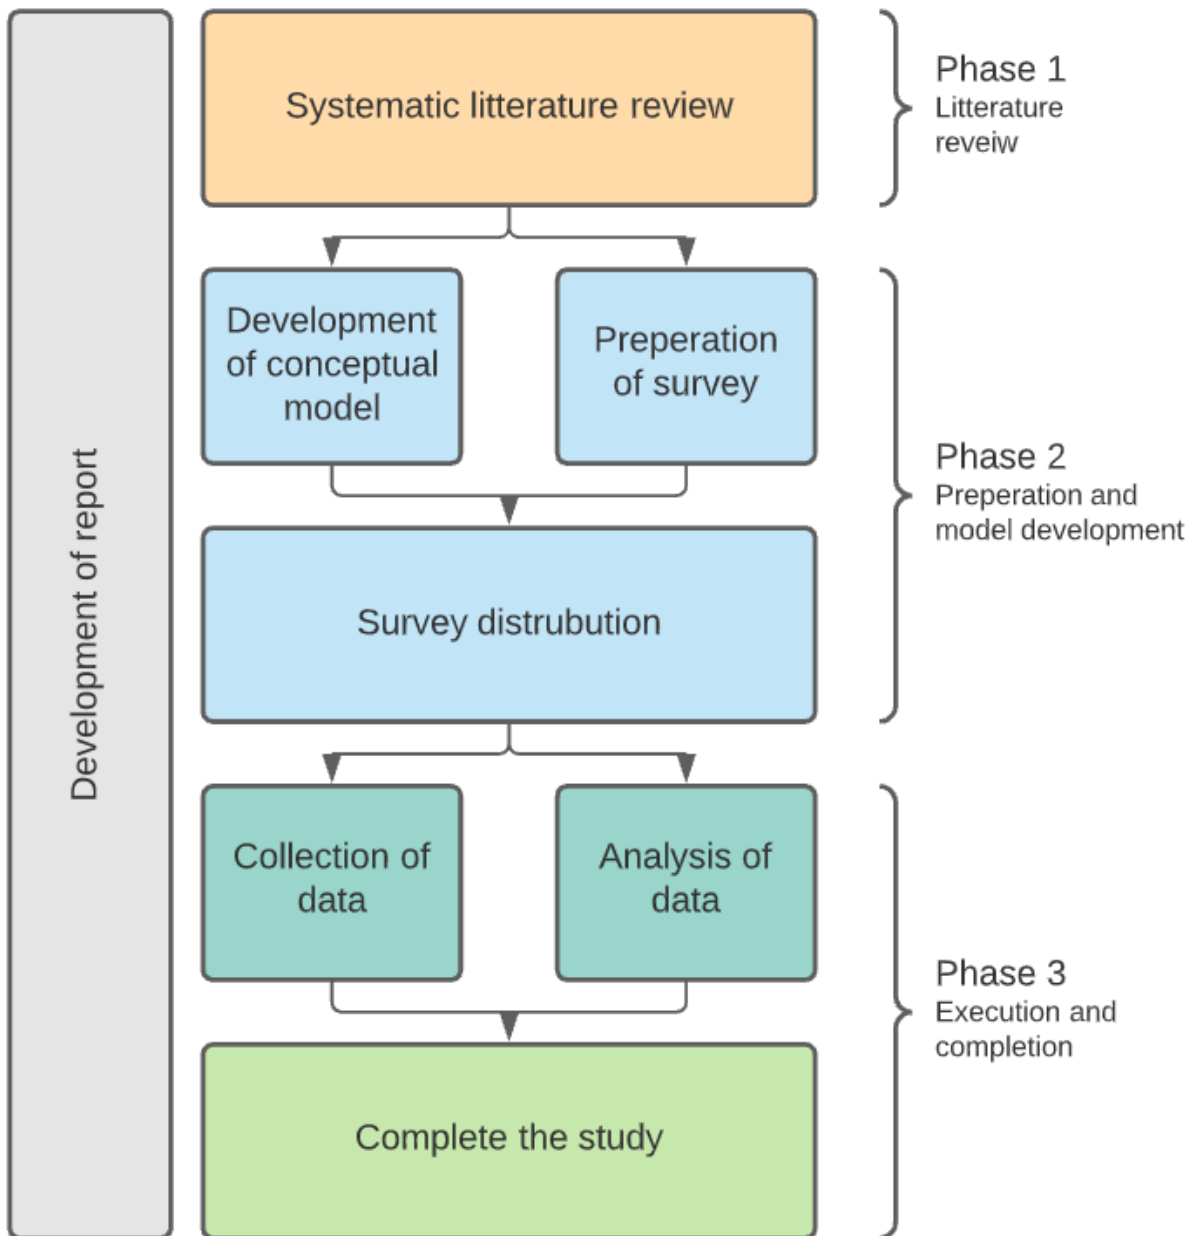 Development of report
Systematic litterature review
Phase 1
Litterature
reveiw
Development
of conceptual
model
Preperation
of survey
Phase 2
Preperation and
model development
Survey distrubution
Collection of
data
Analysis of
data
Phase 3
Execution and
completion
Complete the study